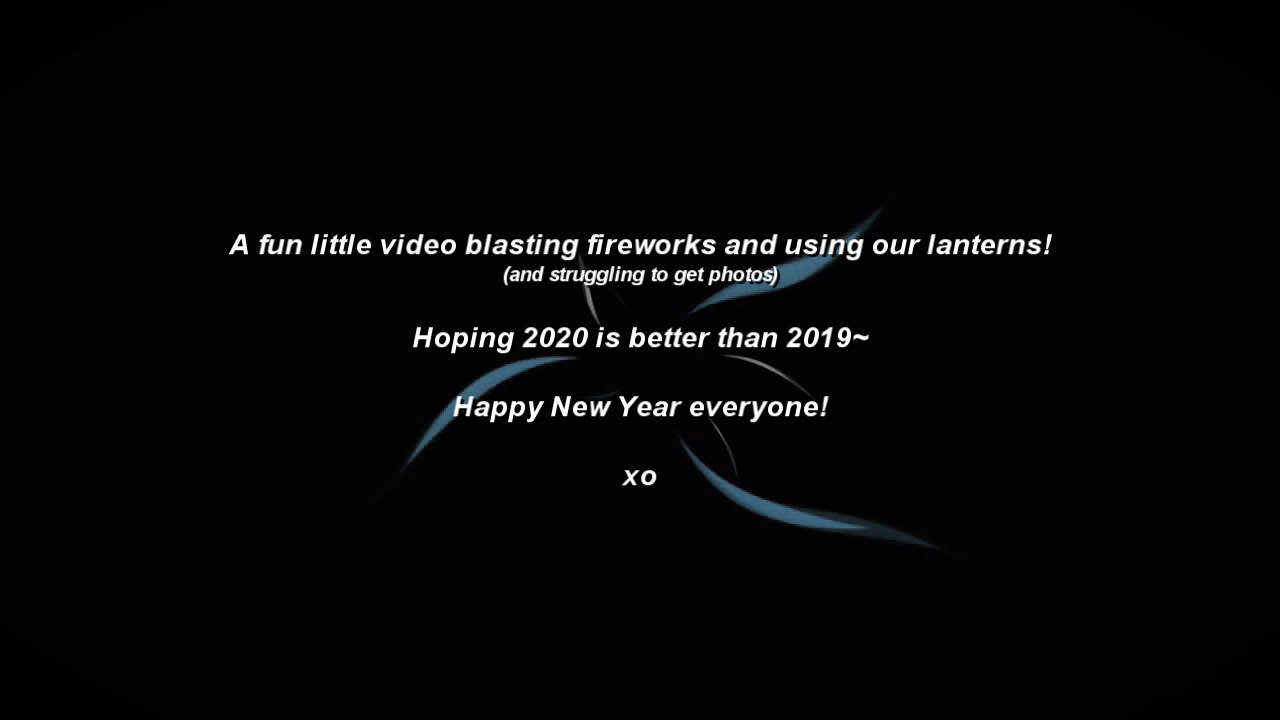 A fun little video blasting fireworks and using our lanterns!
(and struggling to get photos)
Hoping 2020 is better than 2019~
Happy New Year everyone!
xo